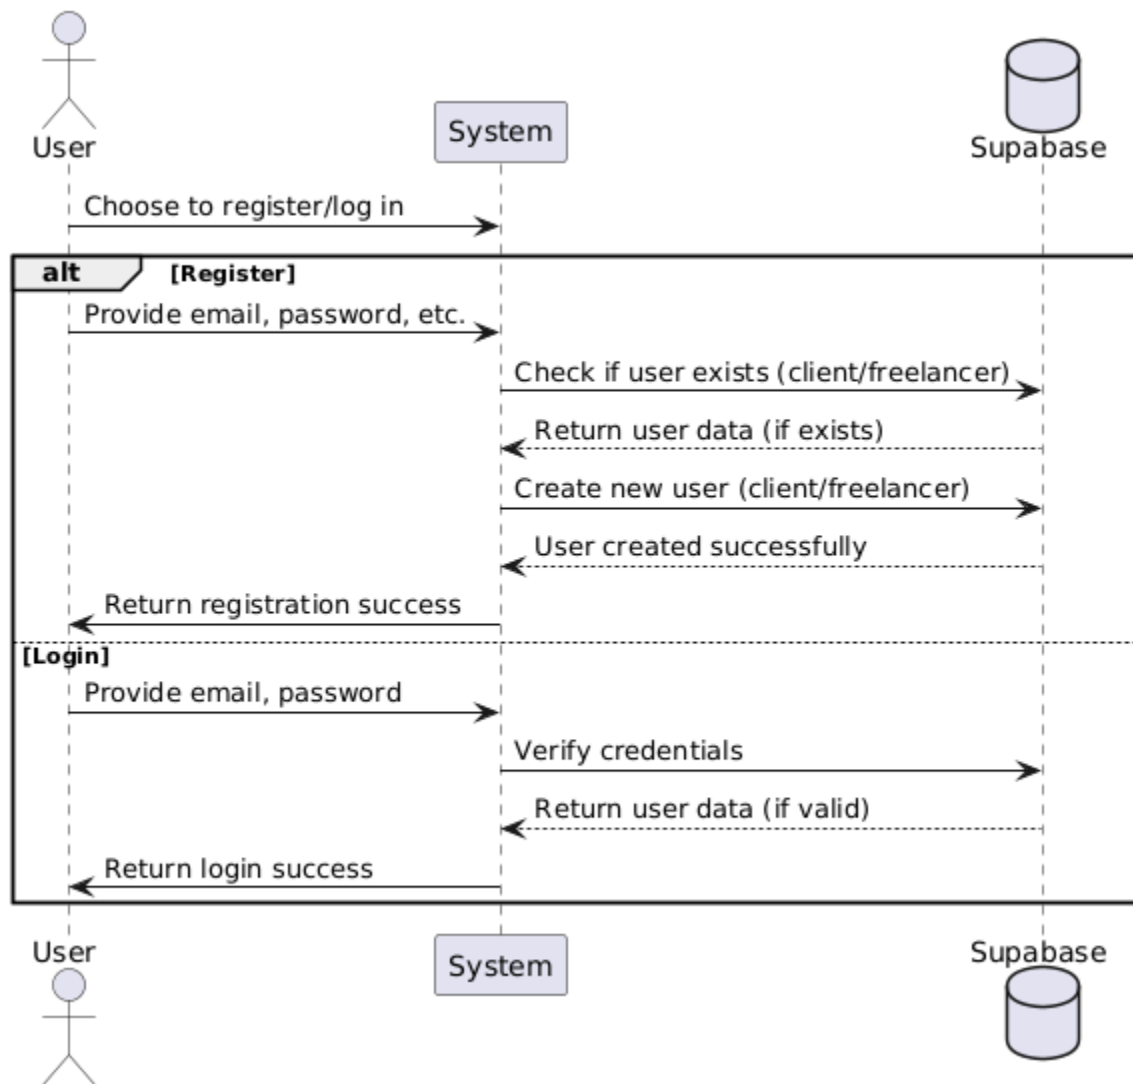 User
System
Supabase
Choose to register/log in
alt
[Register]
Provide email, password, etc.
Check if user exists (client/freelancer)
Return user data (if exists)
Create new user (client/freelancer)
User created successfully
Return registration success
[Login]
Provide email, password
Verify credentials
Return user data (if valid)
Return login success
User
System
Supabase